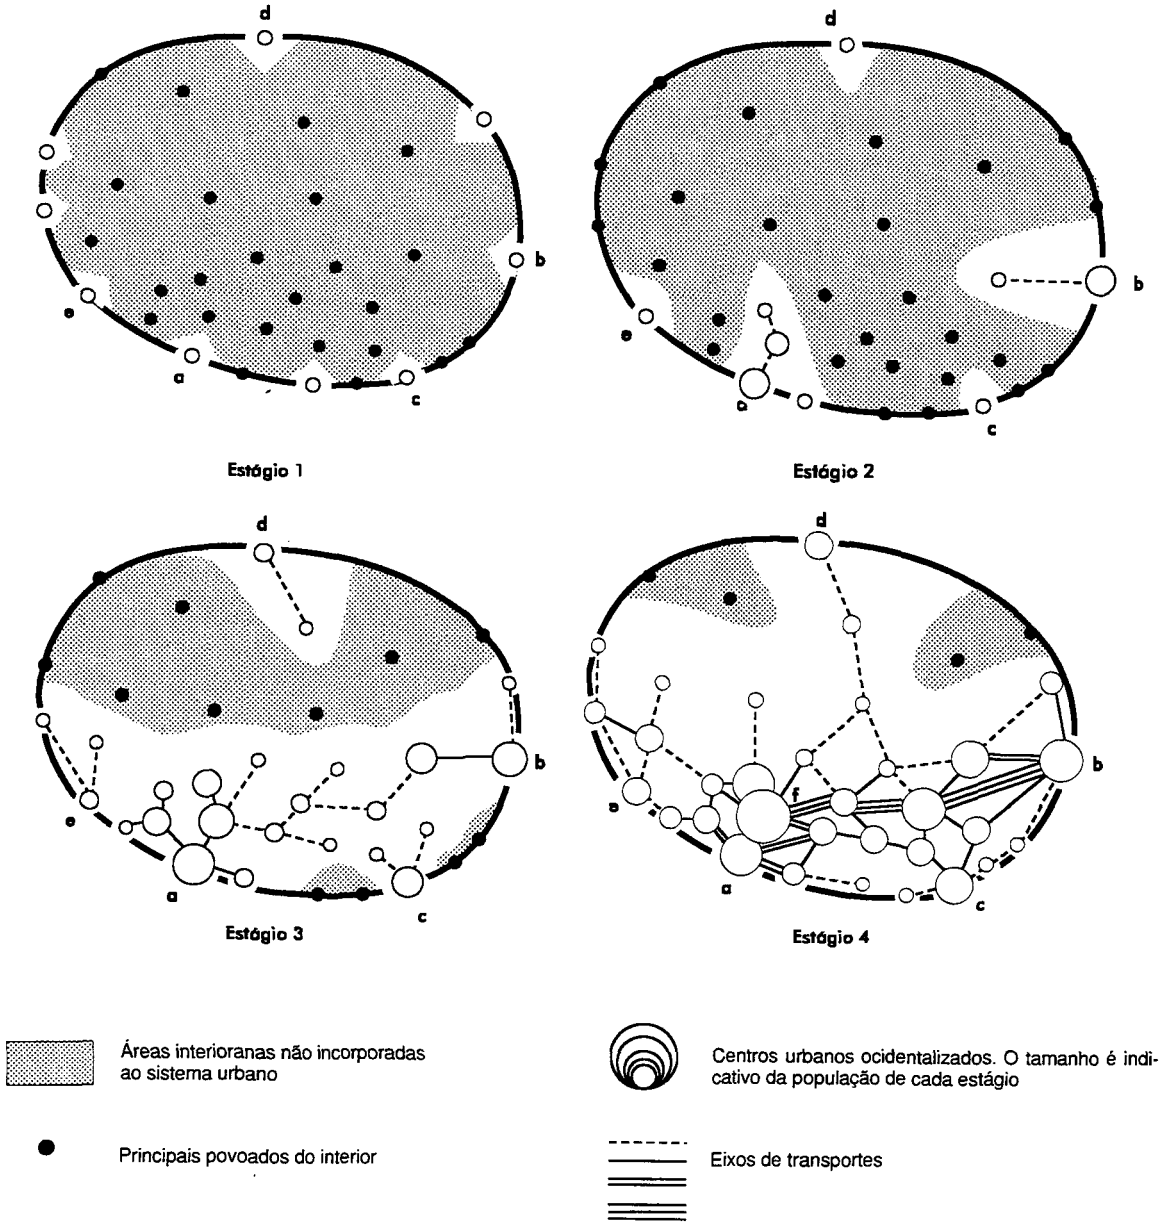 d
b
e
a
c
Estágio 1
d
b
e
a
c
Estágio 2
d
b
e
a
c
Estágio 3
d
b
e
f
a
c
Estágio 4
Áreas interioranas não incorporadas
ao sistema urbano
Centros urbanos ocidentalizados. O tamanho é indi-
cativo da população de cada estágio
Principais povoados do interior
Eixos de transportes